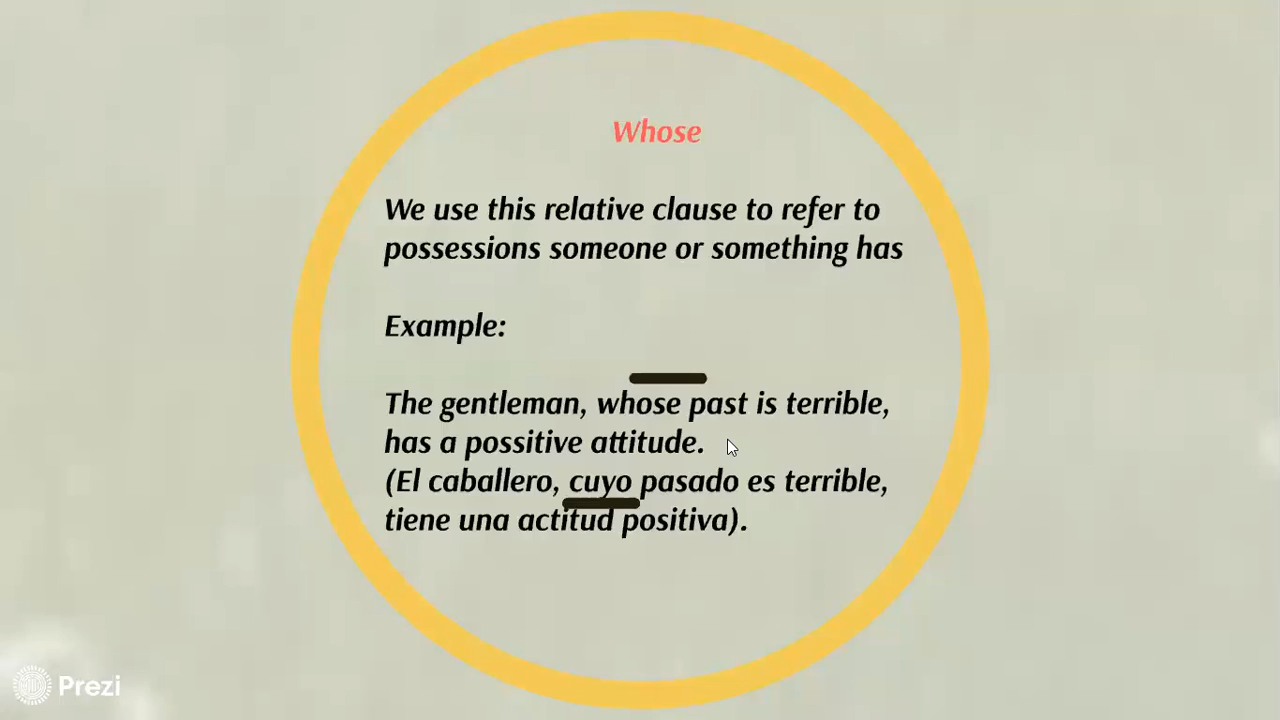 Whose
We use this relative clause to refer to
possessions someone or something has
Example:
The gentleman, whose past is terrible,
has a possitive attitude.
(El caballero, cuyo pasado es terrible,
tiene una actitud positiva).
Prezi